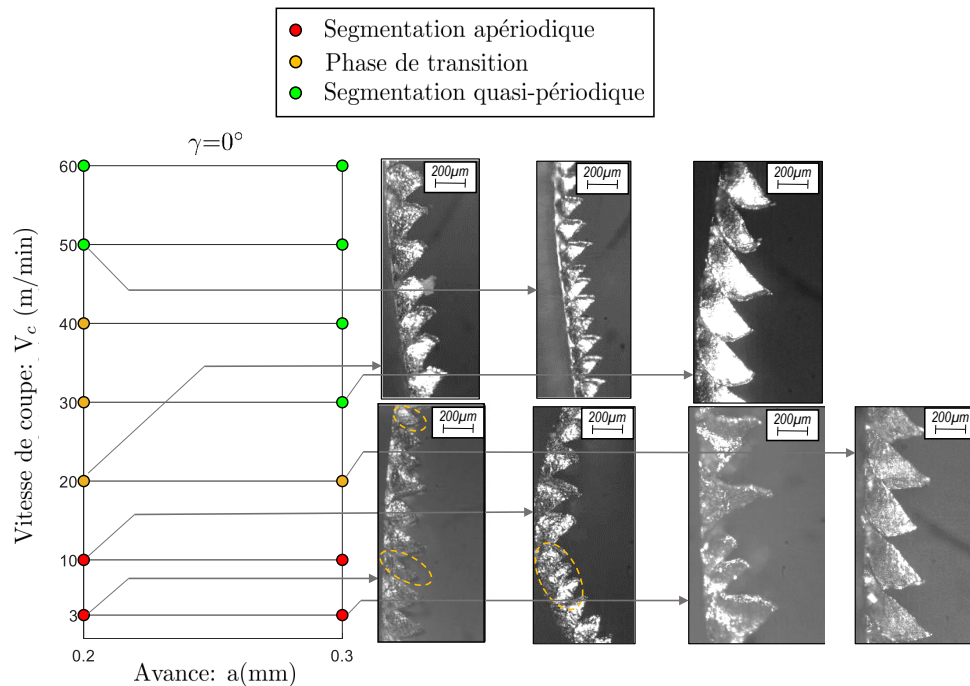 Segmentation apériodique
Phase de transition
Segmentation quasi-périodique
γ=0°
Vitesse de coupe: V_c (m/min)
60
50
40
30
20
10
3
0.2
0.3
Avance: a(mm)
200µm
200µm
200µm
200µm
200µm
200µm
200µm